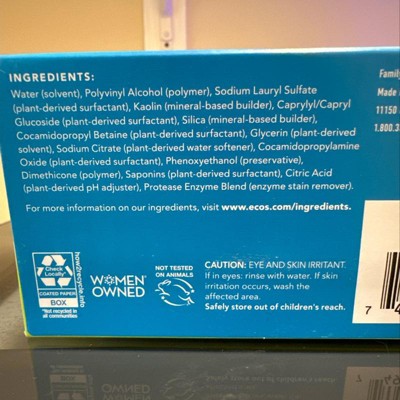 INGREDIENTS:
Water (solvent), Polyvinyl Alcohol (polymer), Sodium Lauryl Sulfate
(plant-derived surfactant), Kaolin (mineral-based builder), Caprylyl/Capryl
Glucoside (plant-derived surfactant), Silica (mineral-based builder),
Cocamidopropyl Betaine (plant-derived surfactant), Glycerin (plant-derived
solvent), Sodium Citrate (plant-derived water softener), Cocamidopropylamine
Oxide (plant-derived surfactant), Phenoxyethanol (preservative),
Dimethicone (polymer), Saponins (plant-derived surfactant), Citric Acid
(plant-derived pH adjuster), Protease Enzyme Blend (enzyme stain remover).
For more information on our ingredients, visit www.ecos.com/ingredients.
Family
Made
11150
1.800.3
Check
Locally*
COATED PAPER
BOX
*Not recycled in
all communities
how2recycle.info
WOMEN
OWNED
NOT TESTED
ON ANIMALS
CAUTION: EYE AND SKIN IRRITANT.
If in eyes: rinse with water. If skin
irritation occurs, wash the
affected area.
Safely store out of children's reach.
7 4